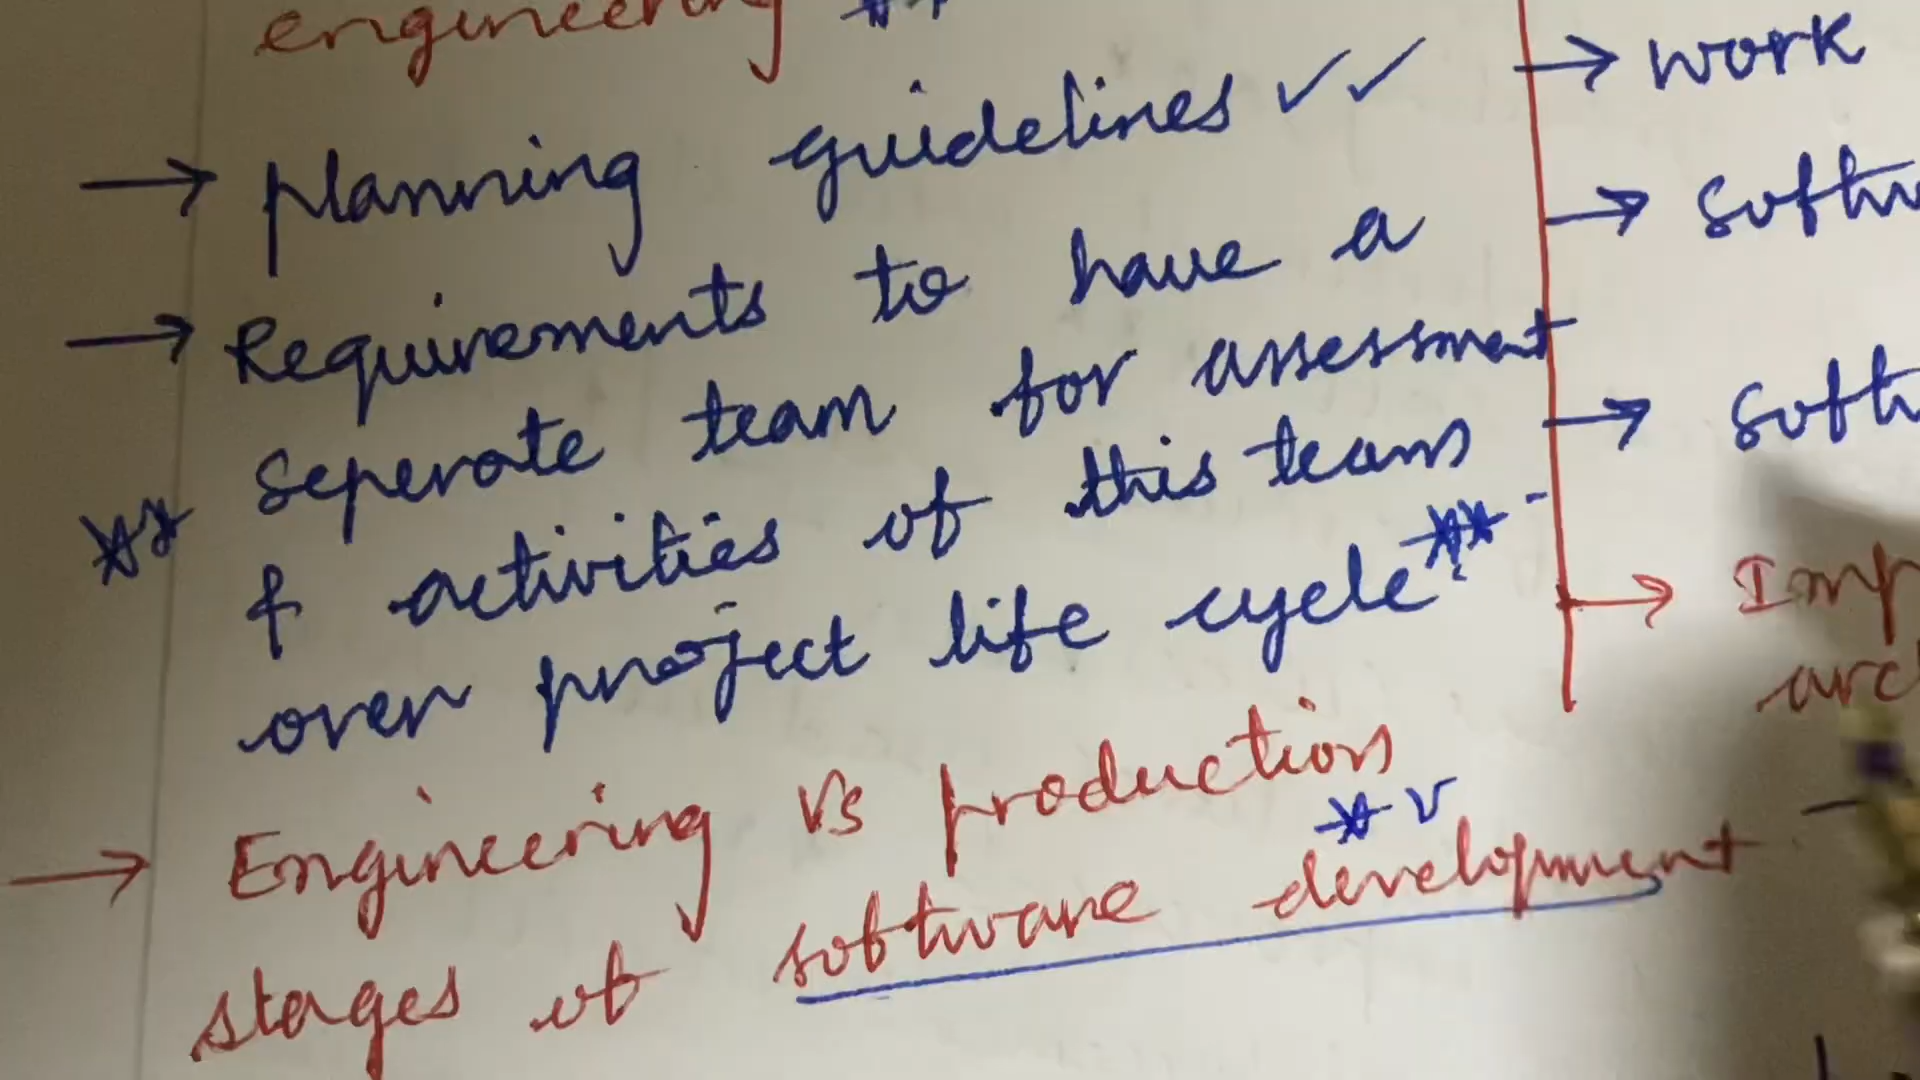 engineering
→ planning guidelines ✓✓
→ Requirements to have a
seperate team for assessment
& activities of this team
over project life cycle
→ Engineering Vs production
stages of software development
→ work
→
→
→